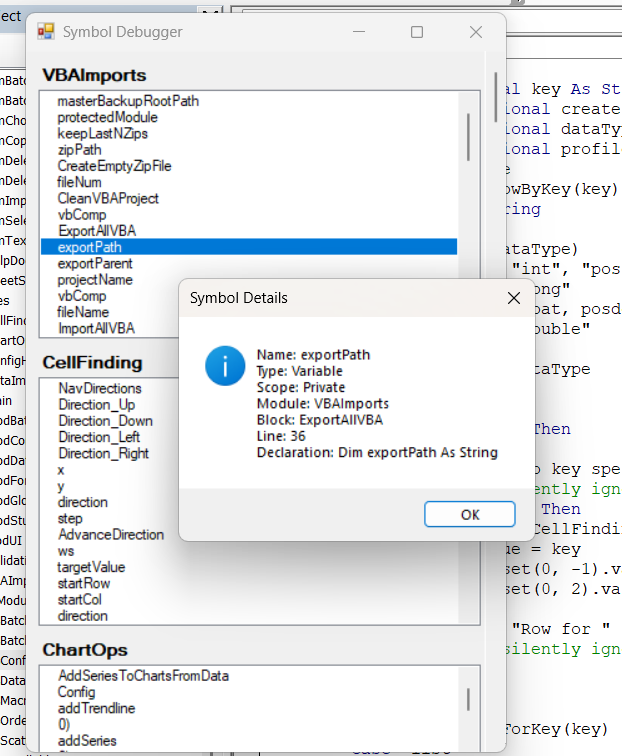 ect
Symbol Debugger
VBAImports
masterBackupRootPath
protectedModule
keepLastNZips
zipPath
CreateEmptyZipFile
fileNum
CleanVBAProject
vbComp
ExportAllVBA
exportPath
exportParent
projectName
vbComp
fileName
ImportAllVBA
CellFinding
NavDirections
Direction_Up
Direction_Down
Direction_Left
Direction_Right
x
y
direction
step
AdvanceDirection
ws
targetValue
startRow
startCol
direction
ChartOps
AddSeriesToChartsFromData
Config
addTrendline
0)
addSeries
Symbol Details
Name: exportPath
Type: Variable
Scope: Private
Module: VBAImports
Block: ExportAllVBA
Line: 36
Declaration: Dim exportPath As String
OK
al key As St
ional create
ional dataTy
ional profil
e
owByKey(key)
ring
ataType)
"int", "pos
ong"
oat, posd
ouble"
taType
Then
o key spe
ently ign
Then
CellFindi
ue = key
set(0, -1).va
set(0, 2).va
"Row for "
silently ign
ForKey(key)